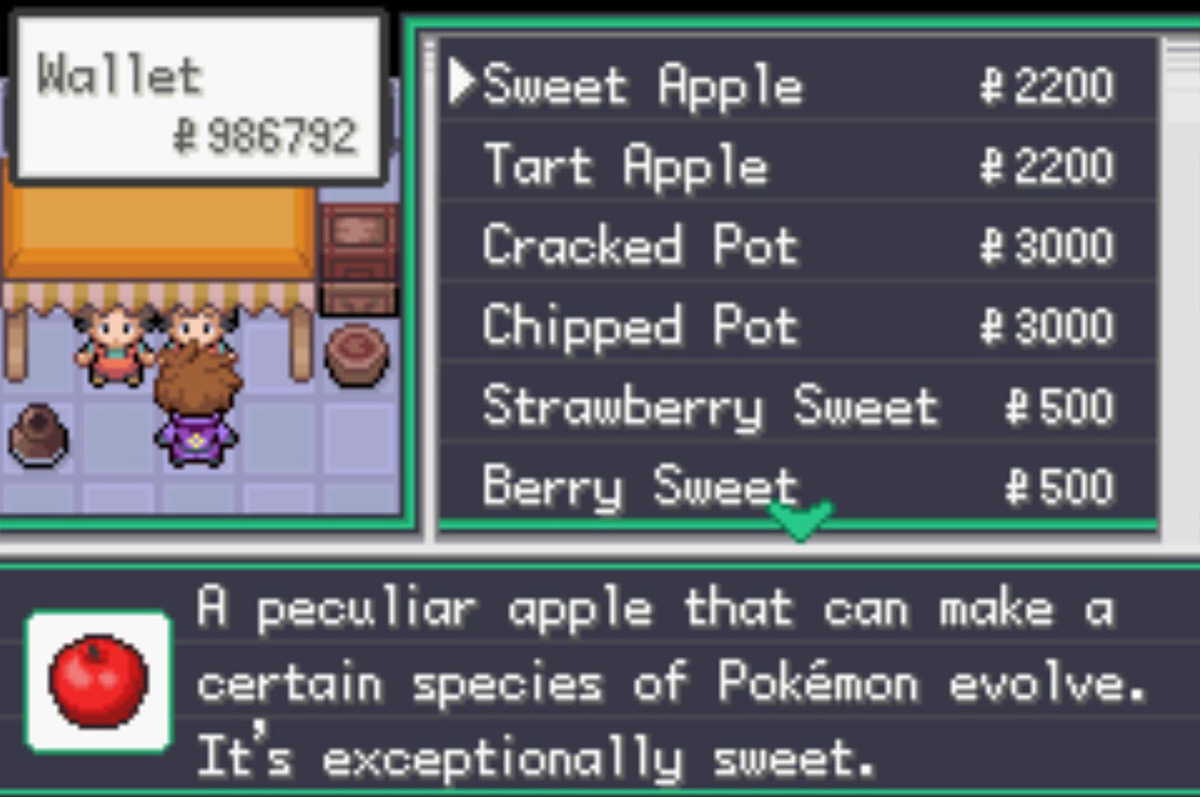 Wallet
₽986792
Sweet Apple ₽2200
Tart Apple ₽2200
Cracked Pot ₽3000
Chipped Pot ₽3000
Strawberry Sweet ₽500
Berry Sweet ₽500
A peculiar apple that can make a
certain species of Pokémon evolve.
It's exceptionally sweet.